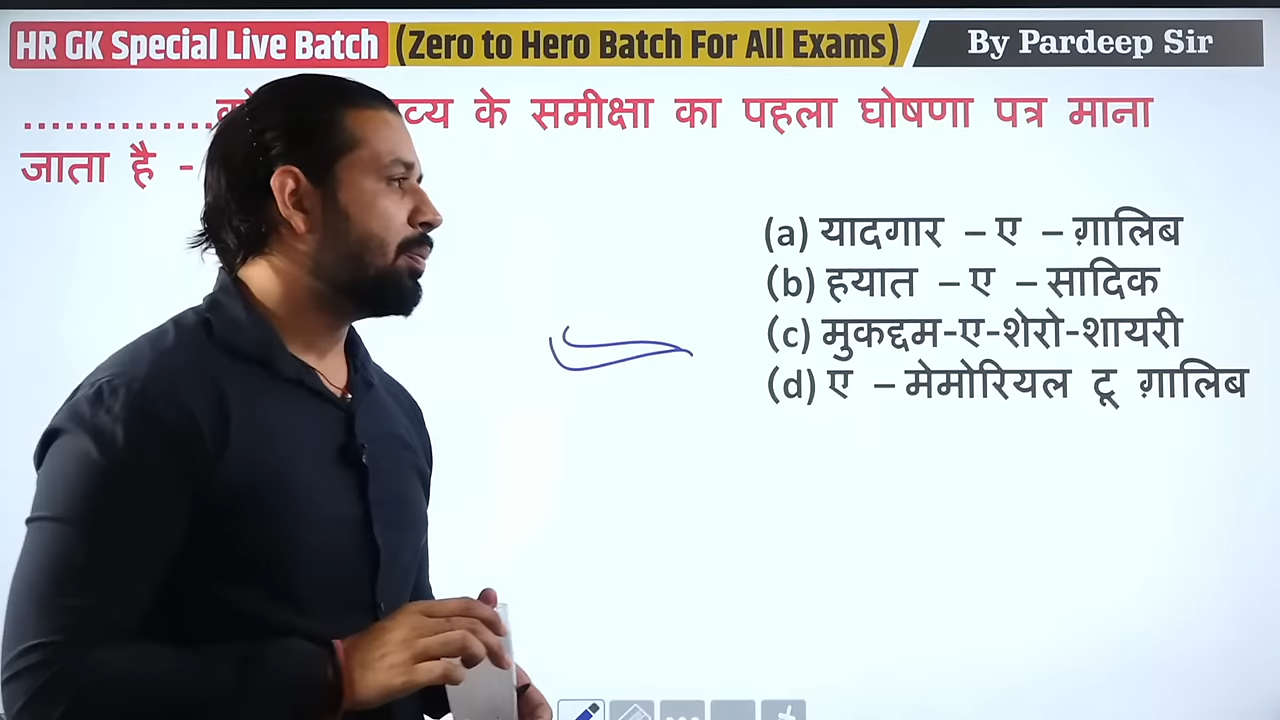 HR GK Special Live Batch (Zero to Hero Batch For All Exams) By Pardeep Sir
.............. के समीक्षा का पहला घोषणा पत्र माना
जाता है -
(a) यादगार – ए – ग़ालिब
(b) हयात – ए – सादिक
(c) मुकद्दम-ए-शेरो-शायरी
(d) ए – मेमोरियल टू ग़ालिब